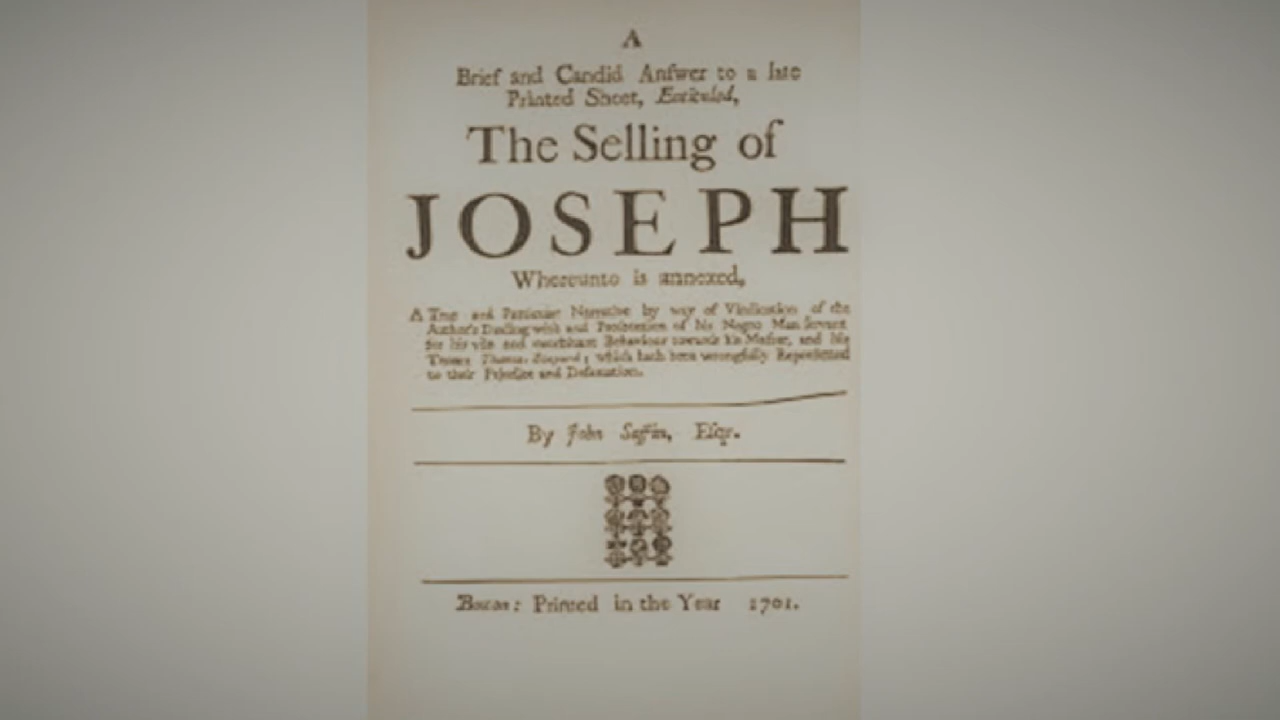 A
Brief and Candid Anſwer to a late
Printed Sheet, Entituled,
The Selling of
JOSEPH
Whereunto is annexed,
A True and Particular Narrative by way of Vindication of the
Author's Dealing with and Proſecution of his Negro Man Servant
for his vile and exorbitant Behaviour towards his Maſter, and his
Tenant Thomas Shepard; which hath been wrongfully Repreſented
to their Prejudice and Defamation.
By John Saffin, Eſqr.
Boſton: Printed in the Year 1701.